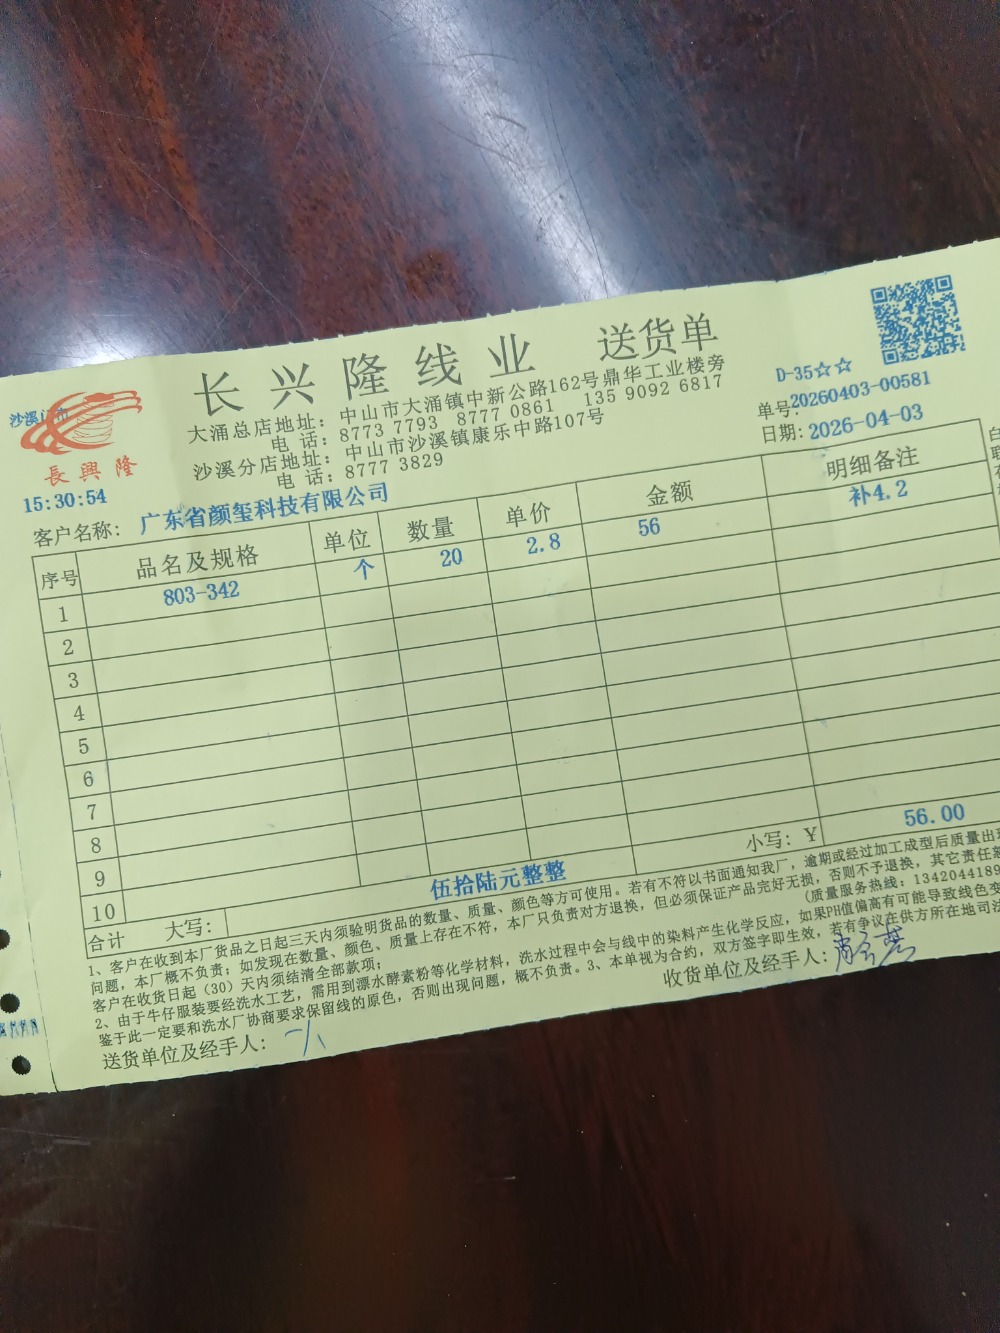 长兴隆线业 送货单
沙溪门市
長興隆
15:30:54
大涌总店地址：中山市大涌镇中新公路162号鼎华工业楼旁
电 话：8773 7793 8777 0861 135 9092 6817
沙溪分店地址：中山市沙溪镇康乐中路107号
电 话：8777 3829
D-35☆☆
单号:20260403-00581
日期:2026-04-03
客户名称：广东省颜玺科技有限公司
序号 品名及规格 单位 数量 单价 金额 明细备注
1 803-342 个 20 2.8 56 补4.2
2
3
4
5
6
7
8
9
10
合计 大写： 伍拾陆元整整 小写：￥ 56.00
1、客户在收到本厂货品之日起三天内须验明货品的数量、质量、颜色等方可使用。若有不符以书面通知我厂，逾期或经过加工成型后质量出现
问题，本厂概不负责；如发现在数量、颜色、质量上存在不符，本厂只负责对方退换，但必须保证产品完好无损，否则不予退换，其它责任
客户在收货日起（30）天内须结清全部款项； (质量服务热线：134204418
2、由于牛仔服装要经洗水工艺，需用到漂水酵素粉等化学材料，洗水过程中会与线中的染料产生化学反应，如果PH值偏高有可能导致线色变
鉴于此一定要和洗水厂协商要求保留线的原色，否则出现问题，概不负责。3、本单视为合约，双方签字即生效，若有争议在供方所在地司法
送货单位及经手人： 收货单位及经手人：